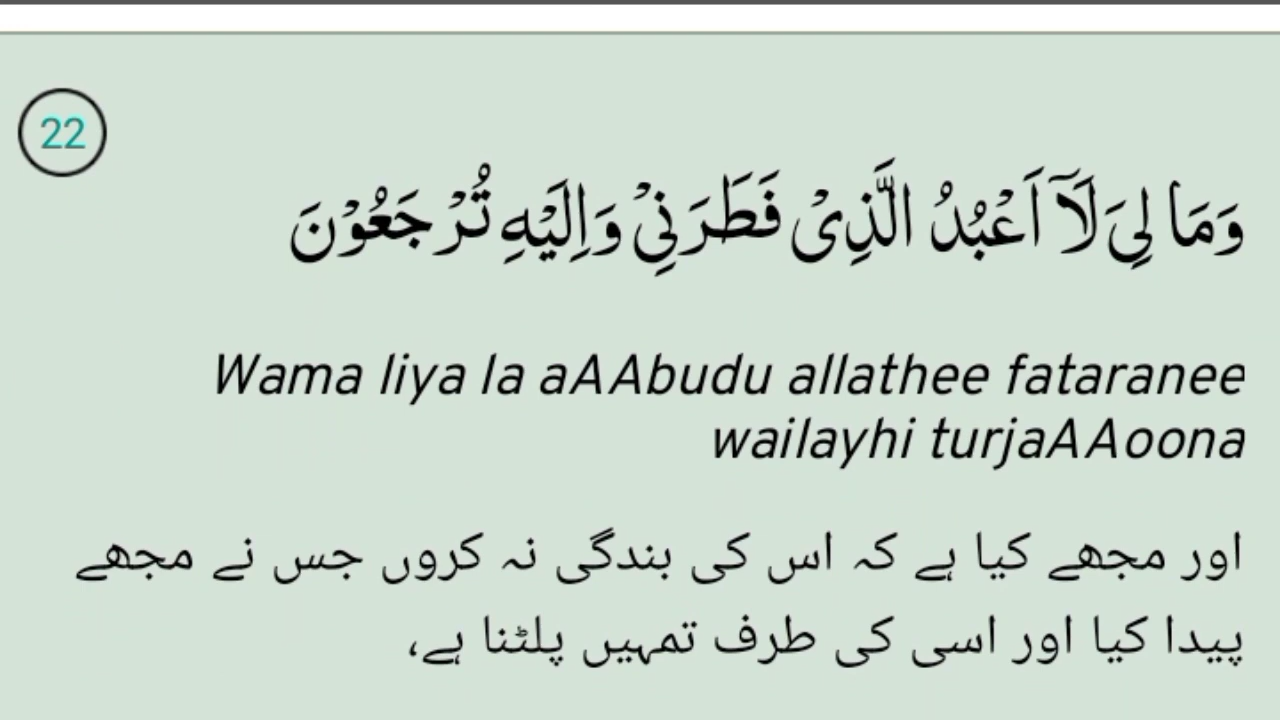 22
وَمَا لِیَ لَاۤ اَعْبُدُ الَّذِیْ فَطَرَنِیْ وَاِلَیْهِ تُرْجَعُوْنَ
Wama liya la aAAbudu allathee fataranee
wailayhi turjaAAoona
اور مجھے کیا ہے کہ اس کی بندگی نہ کروں جس نے مجھے
پیدا کیا اور اسی کی طرف تمہیں پلٹنا ہے،